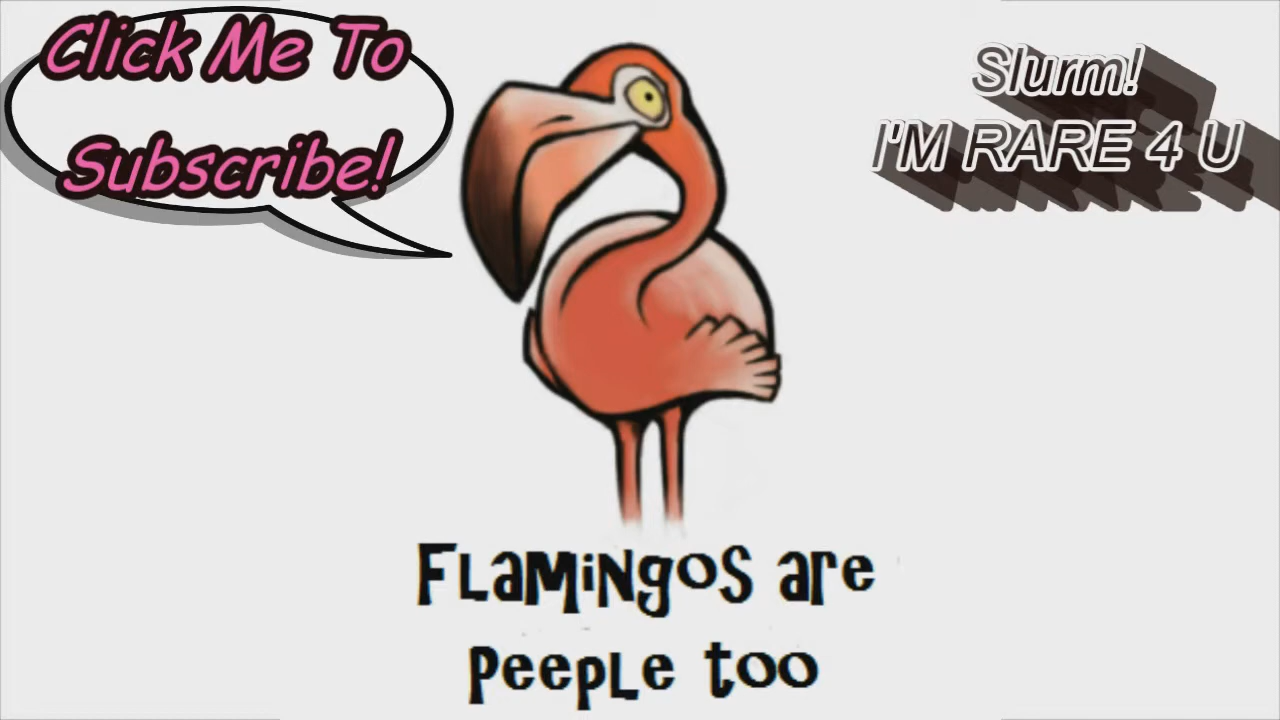 Click Me To
Subscribe!
Slurm!
I'M RARE 4 U
Flamingos are
peeple too